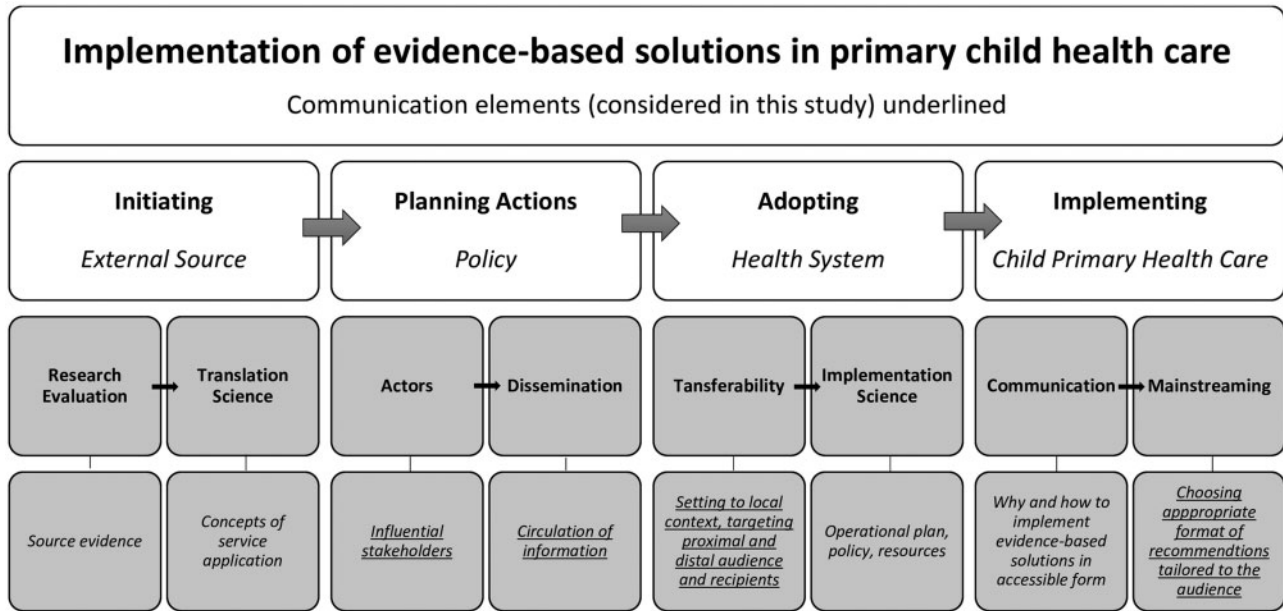 Implementation of evidence-based solutions in primary child health care
Communication elements (considered in this study) underlined
Initiating
External Source
Planning Actions
Policy
Adopting
Health System
Implementing
Child Primary Health Care
Research
Evaluation
Translation
Science
Actors
Dissemination
Tansferability
Implementation
Science
Communication
Mainstreaming
Source evidence
Concepts of
service
application
Influential
stakeholders
Circulation of
information
Setting to local
context, targeting
proximal and
distal audience
and recipients
Operational plan,
policy, resources
Why and how to
implement
evidence-based
solutions in
accessible form
Choosing
apppropriate
format of
recommendtions
tailored to the
audience